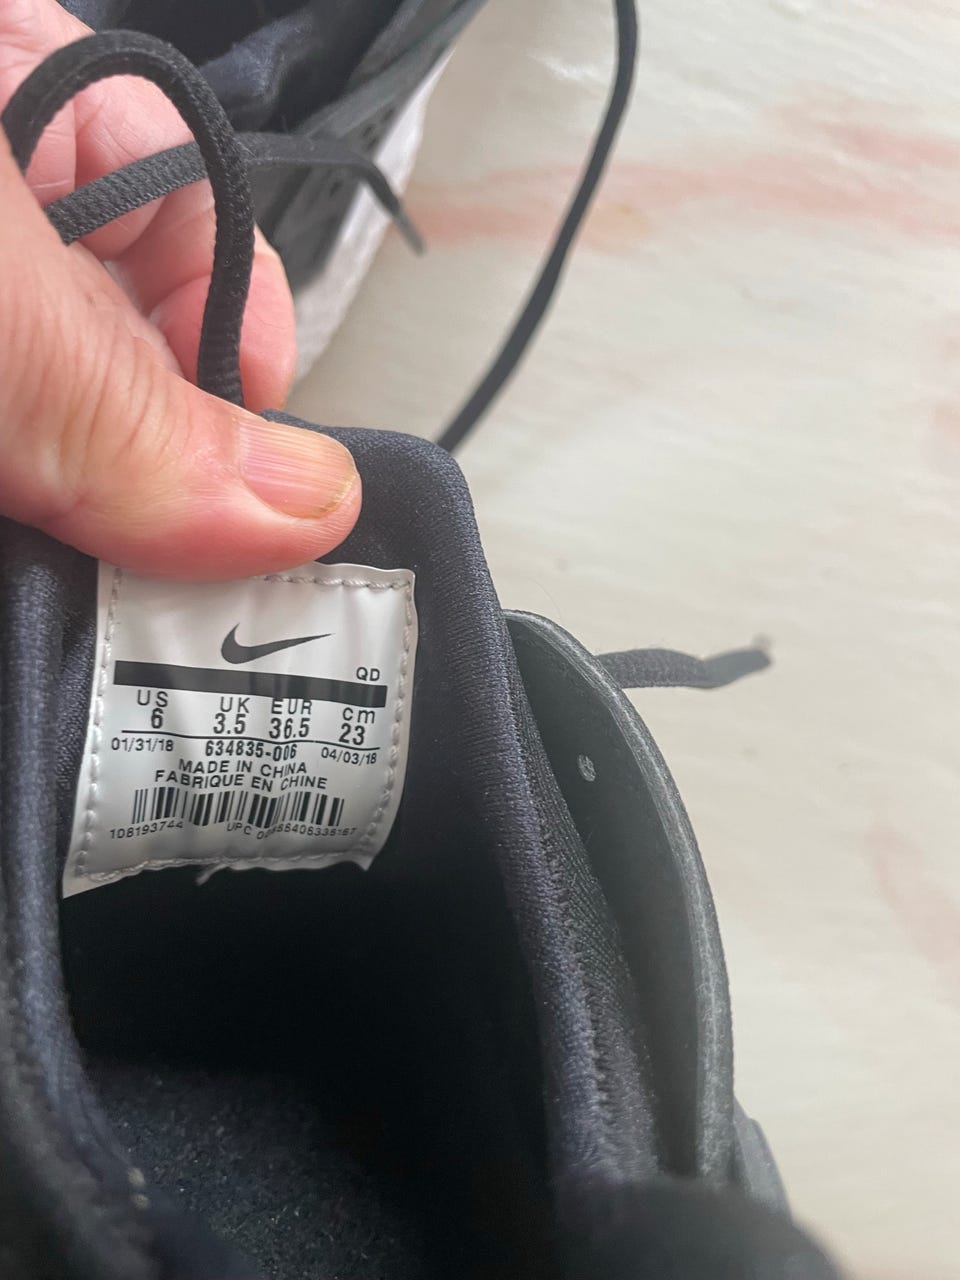 QD
US UK EUR cm
6 3.5 36.5 23
01/31/18 634835-006 04/03/18
MADE IN CHINA
FABRIQUE EN CHINE
108193744 UPC